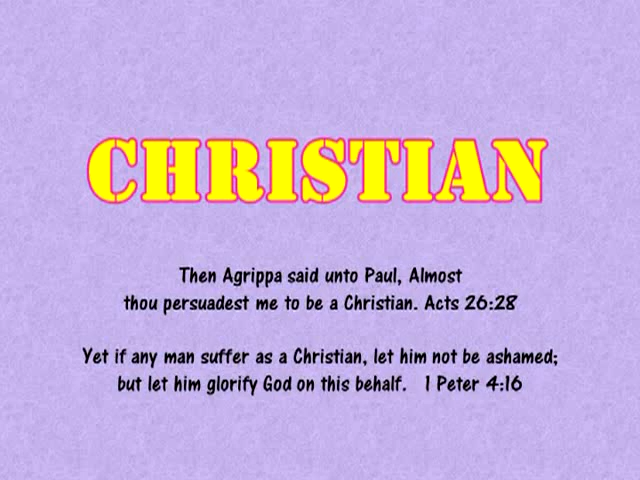 CHRISTIAN
Then Agrippa said unto Paul, Almost
thou persuadest me to be a Christian. Acts 26:28
Yet if any man suffer as a Christian, let him not be ashamed;
but let him glorify God on this behalf. 1 Peter 4:16